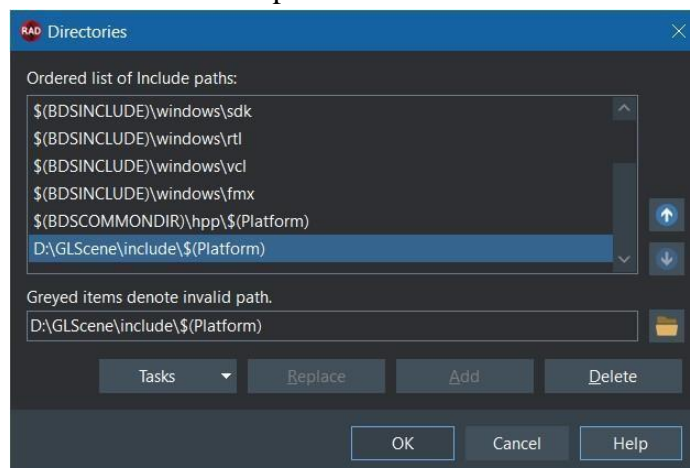 RAD Directories
Ordered list of Include paths:
$(BDSINCLUDE)\windows\sdk
$(BDSINCLUDE)\windows\rtl
$(BDSINCLUDE)\windows\vcl
$(BDSINCLUDE)\windows\fmx
$(BDSCOMMONDIR)\hpp\$(Platform)
D:\GLScene\include\$(Platform)
Greyed items denote invalid path.
D:\GLScene\include\$(Platform)
Tasks Replace Add Delete
OK Cancel Help